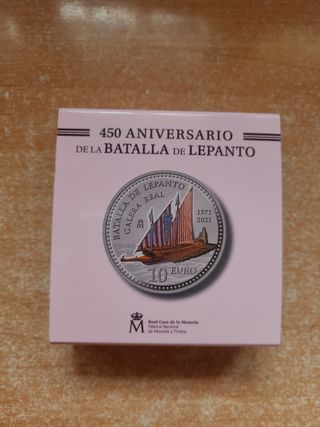 450 ANIVERSARIO
DE LA BATALLA DE LEPANTO
BATALLA DE LEPANTO
GALERA REAL
1571
2021
10 EURO
M
Real Casa de la Moneda
Fábrica Nacional
de Moneda y Timbre